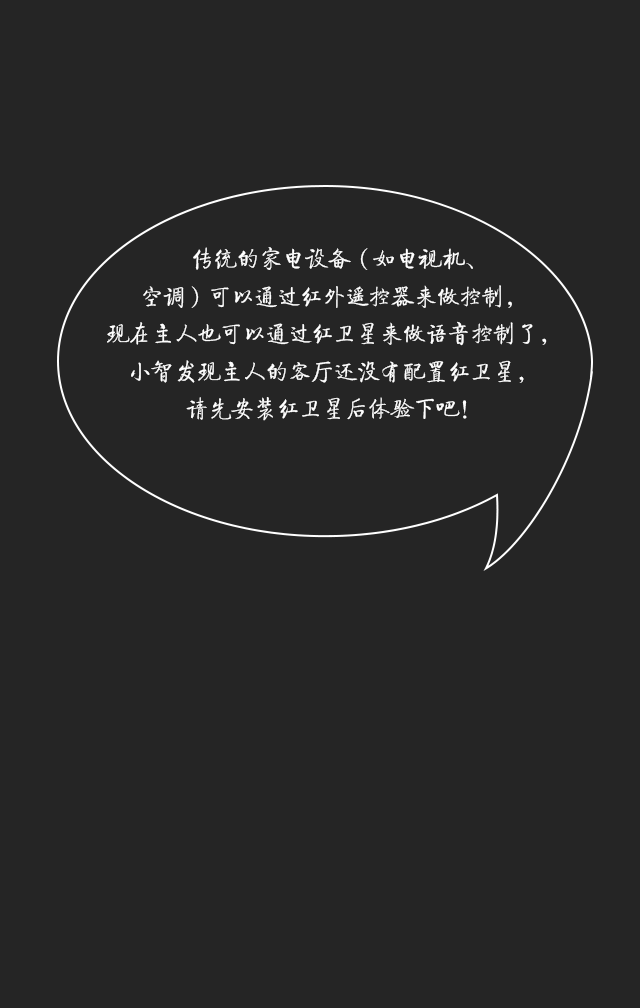 传统的家电设备（如电视机、
空调）可以通过红外遥控器来做控制，
现在主人也可以通过红卫星来做语音控制了，
小智发现主人的客厅还没有配置红卫星，
请先安装红卫星后体验下吧！